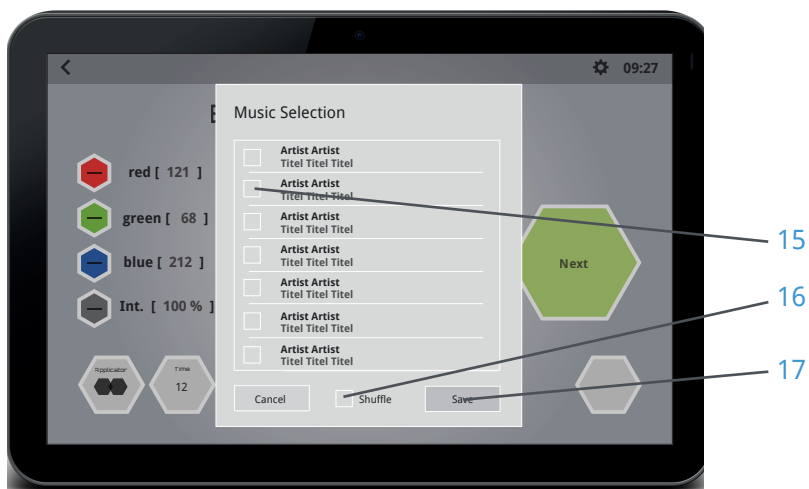 09:27
E
Music Selection
Artist Artist
Titel Titel Titel
Artist Artist
Titel Titel Titel
Artist Artist
Titel Titel Titel
Artist Artist
Titel Titel Titel
Artist Artist
Titel Titel Titel
Artist Artist
Titel Titel Titel
Artist Artist
Titel Titel Titel
Cancel
Shuffle
Save
red [ 121 ]
green [ 68 ]
blue [ 212 ]
Int. [ 100 % ]
Applicator
Time
12
Next
15
16
17